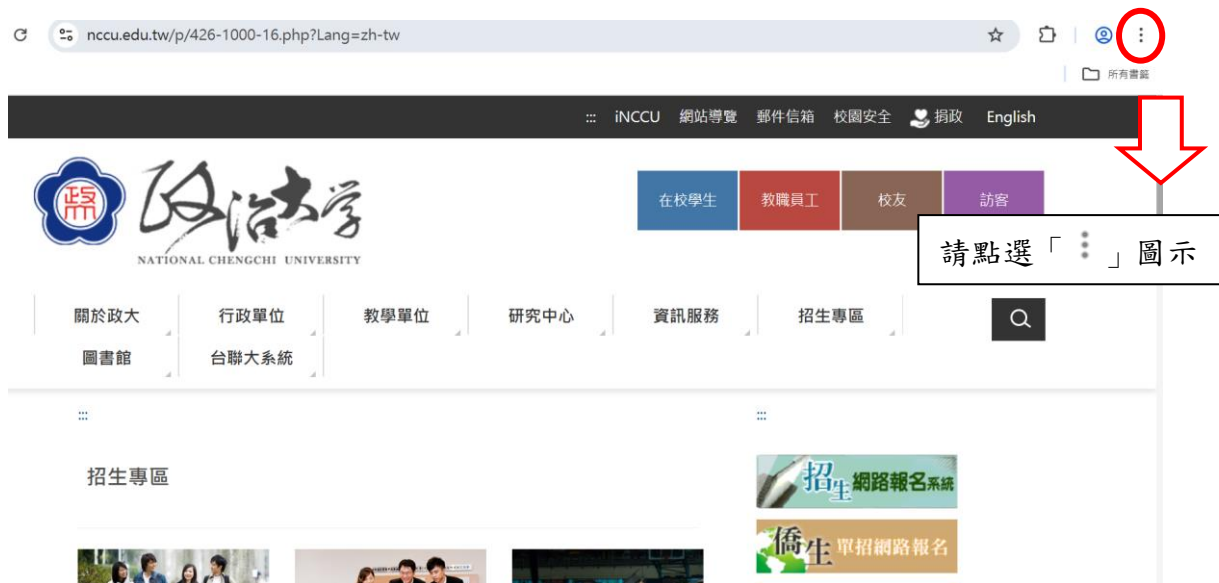 nccu.edu.tw/p/426-1000-16.php?Lang=zh-tw
所有書籤
::: iNCCU 網站導覽 郵件信箱 校園安全 捐政 English
政 政治大学
NATIONAL CHENGCHI UNIVERSITY
在校學生 教職員工 校友 訪客
請點選「⋮」圖示
關於政大 行政單位 教學單位 研究中心 資訊服務 招生專區
圖書館 台聯大系統
::: :::
招生專區
招生網路報名系統
僑生單招網路報名